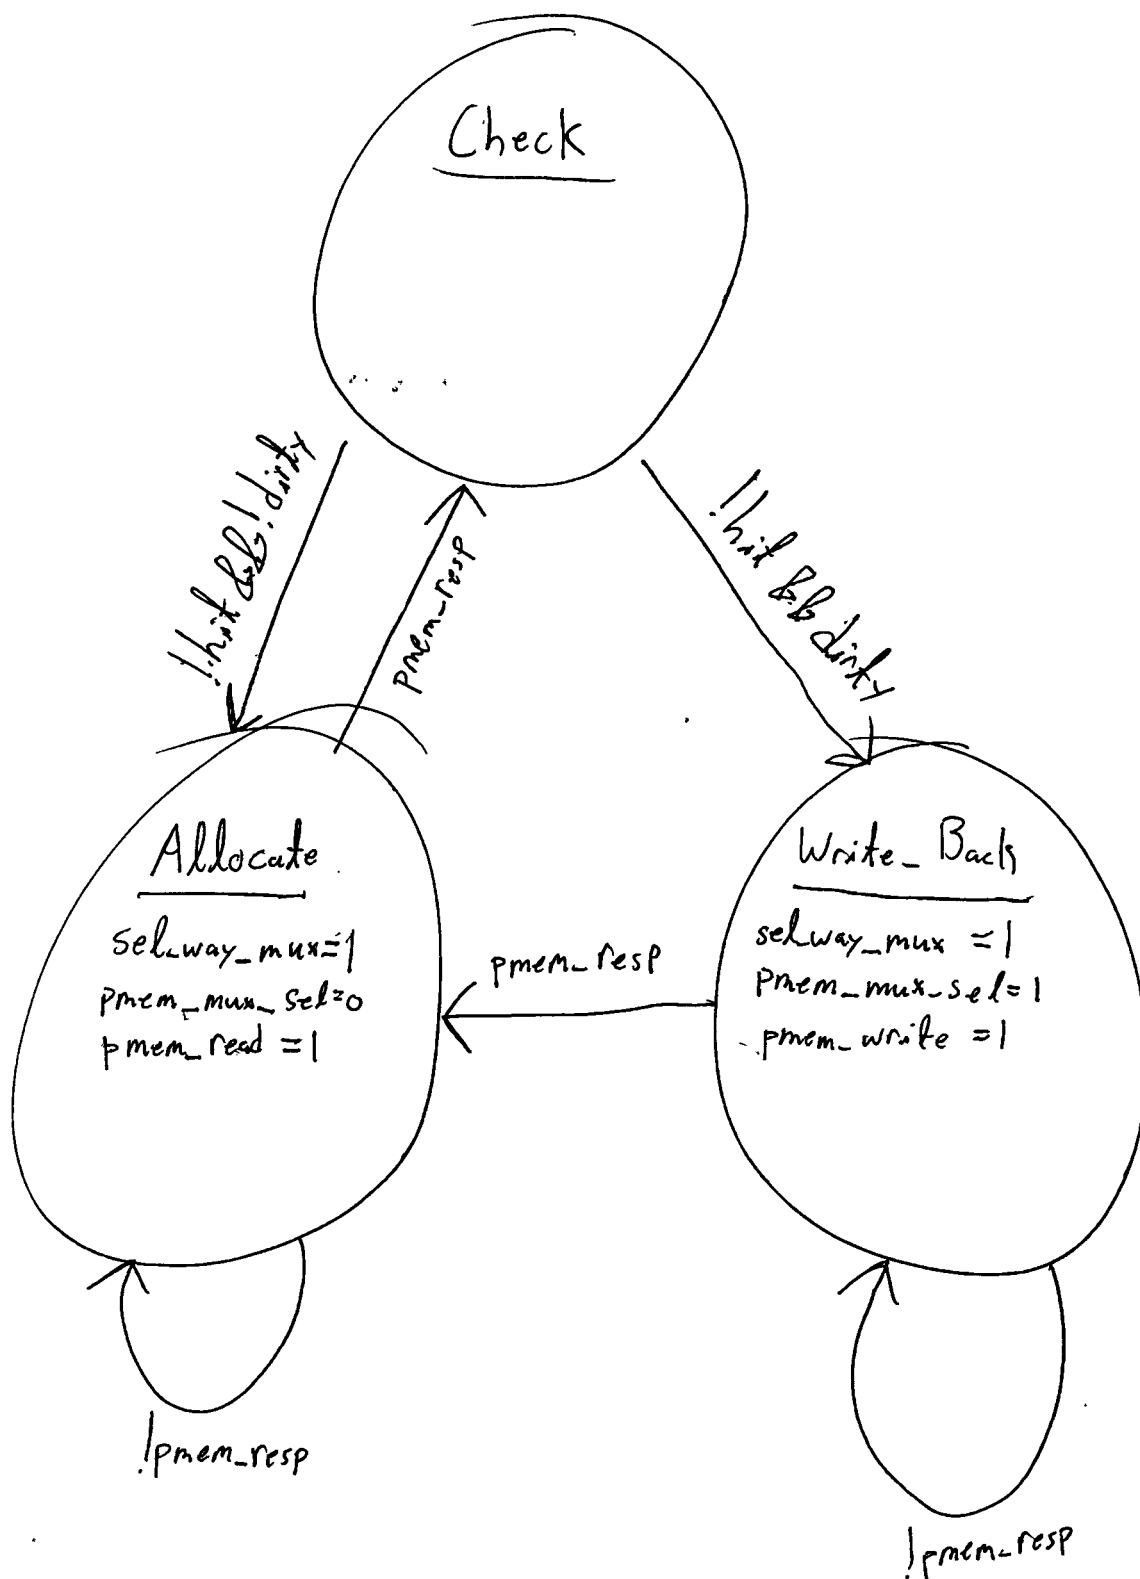 Check
!hit && !dirty
pmem_resp
!hit && dirty
Allocate
sel_way_mux=1
pmem_mux_sel=0
pmem_read =1
pmem_resp
Write_Back
sel_way_mux =1
pmem_mux_sel=1
pmem_write =1
!pmem_resp
!pmem_resp